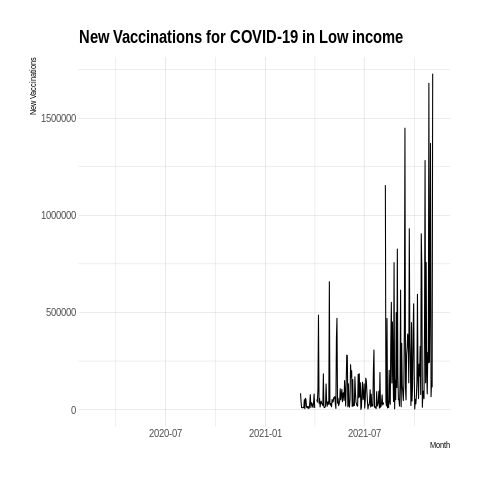 New Vaccinations for COVID-19 in Low income
New Vaccinations
1500000
1000000
500000
0
2020-07 2021-01 2021-07
Month